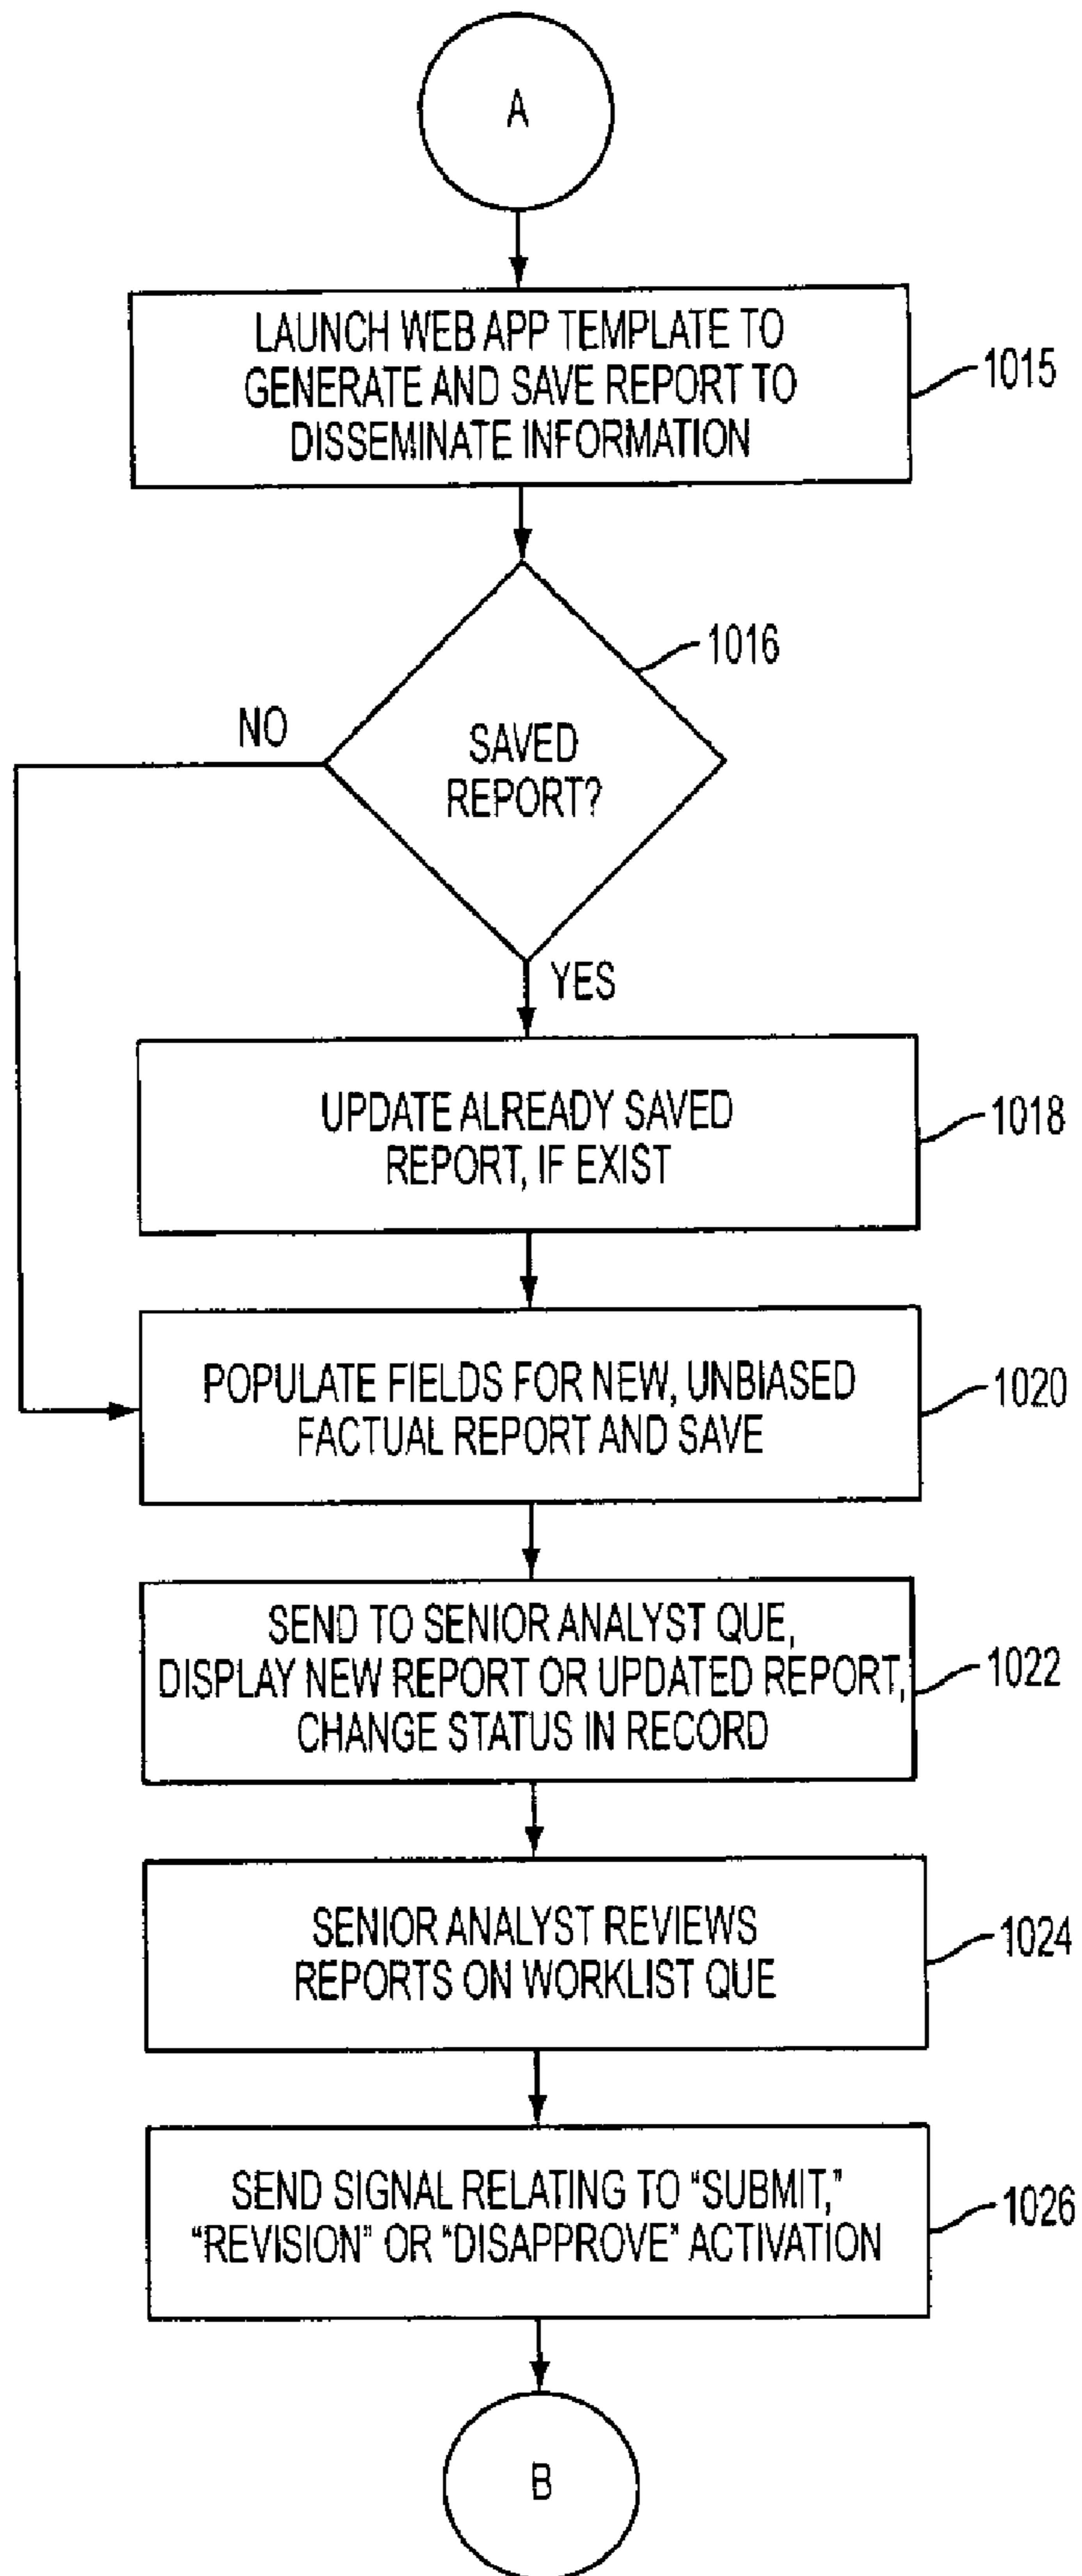 A
LAUNCH WEB APP TEMPLATE TO
GENERATE AND SAVE REPORT TO
DISSEMINATE INFORMATION
1015
1016
SAVED
REPORT?
NO
YES
UPDATE ALREADY SAVED
REPORT, IF EXIST
1018
POPULATE FIELDS FOR NEW, UNBIASED
FACTUAL REPORT AND SAVE
1020
SEND TO SENIOR ANALYST QUE,
DISPLAY NEW REPORT OR UPDATED REPORT,
CHANGE STATUS IN RECORD
1022
SENIOR ANALYST REVIEWS
REPORTS ON WORKLIST QUE
1024
SEND SIGNAL RELATING TO "SUBMIT,"
"REVISION" OR "DISAPPROVE" ACTIVATION
1026
B